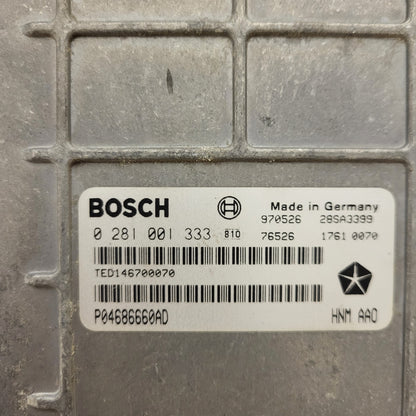 BOSCH Made in Germany
970526 28SA3399
0 281 001 333 810 76526 1761 0070
TED146700070
P04686660AD HNM AAO